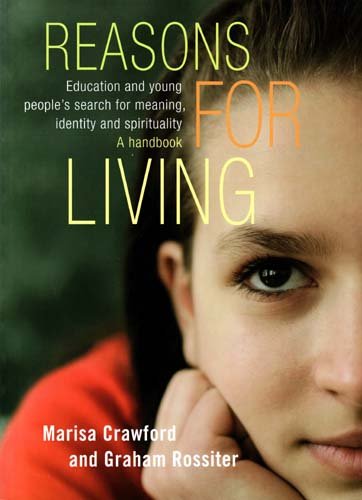 REASONS
Education and young
people's search for meaning,
identity and spirituality
A handbook
FOR
LIVING
Marisa Crawford
and Graham Rossiter